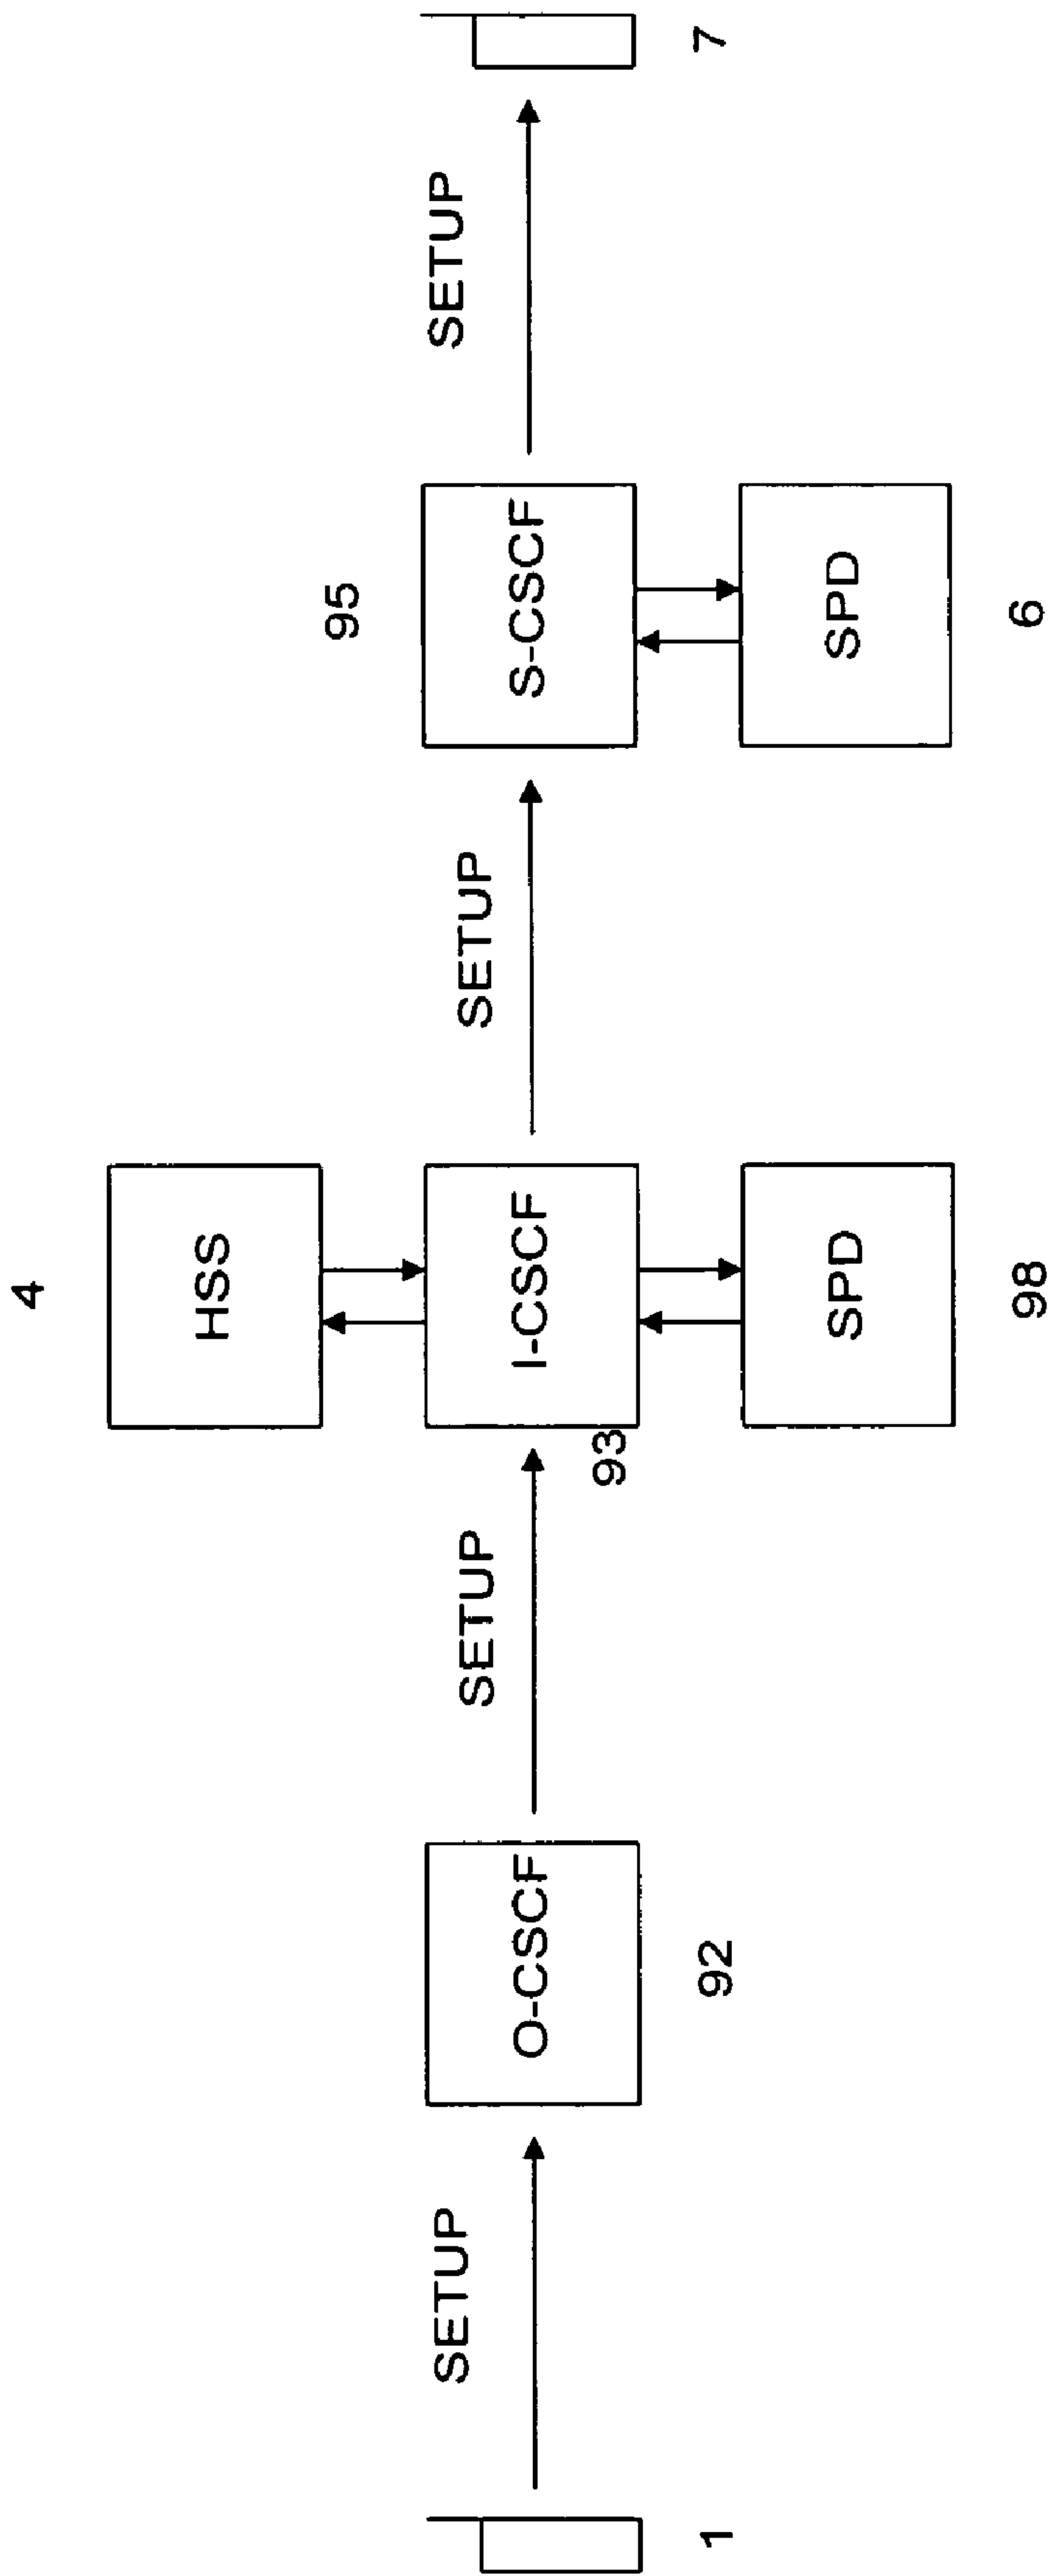 4
HSS
SETUP
SETUP
95
SETUP
SETUP
O-CSCF
I-CSCF
S-CSCF
93
1
92
7
SPD
SPD
98
6